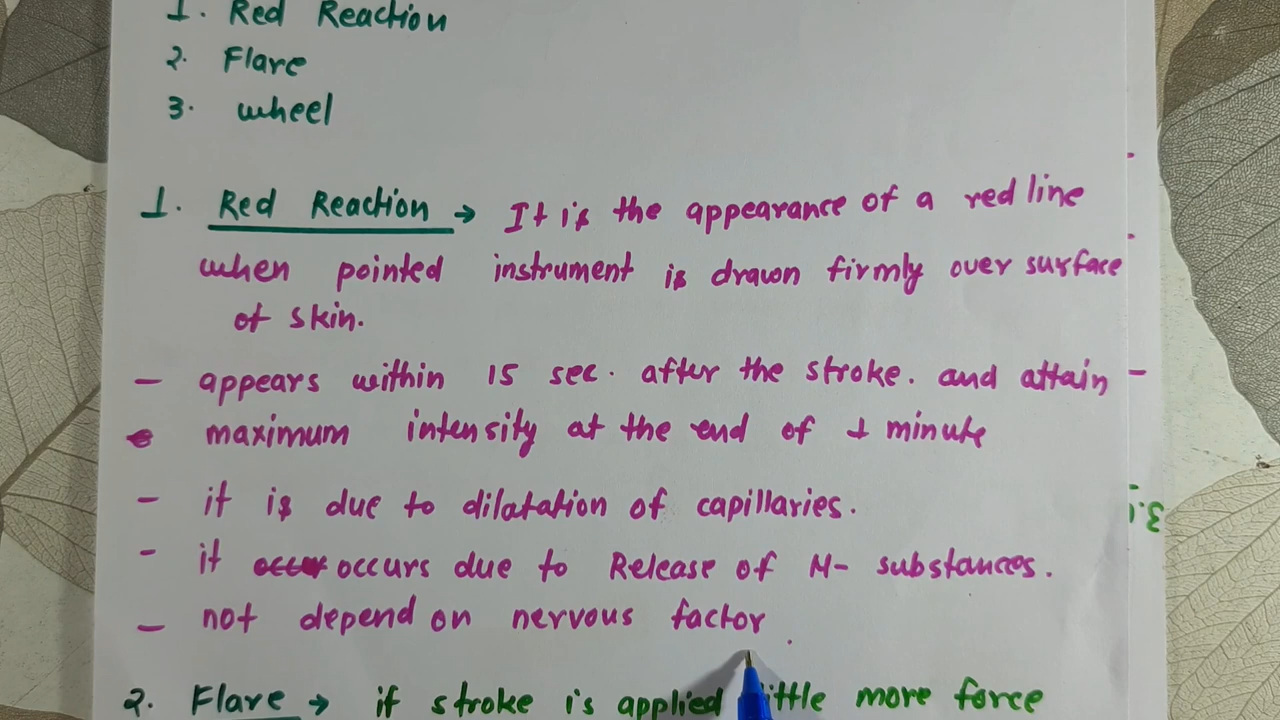 1. Red Reaction
2. Flare
3. wheel
1. Red Reaction → It is the appearance of a red line
when pointed instrument is drawn firmly over surface
of skin.
- appears within 15 sec. after the stroke. and attain
maximum intensity at the end of 1 minute
- it is due to dilatation of capillaries.
- it occurs due to Release of H- substances.
- not depend on nervous factor.
2. Flare → if stroke is applied little more force